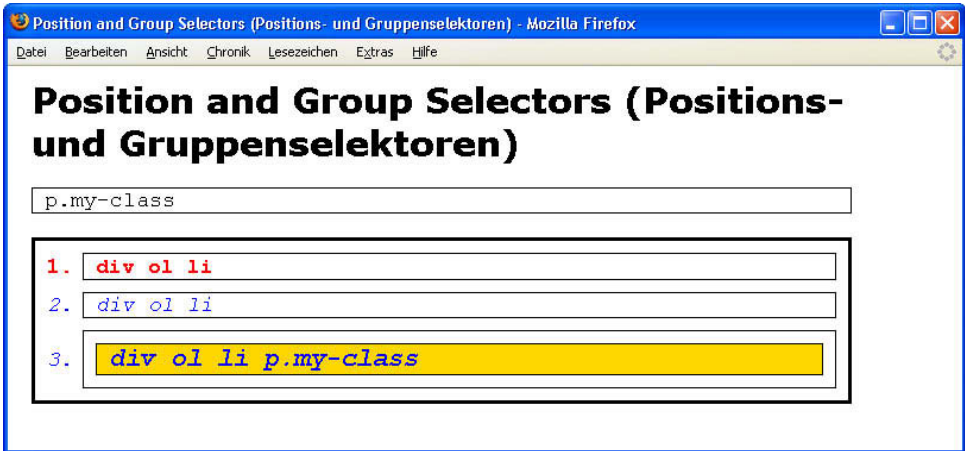 Position and Group Selectors (Positions- und Gruppenselektoren) - Mozilla Firefox
Datei Bearbeiten Ansicht Chronik Lesezeichen Extras Hilfe
Position and Group Selectors (Positions-
und Gruppenselektoren)
p.my-class
1. div ol li
2. div ol li
3. div ol li p.my-class